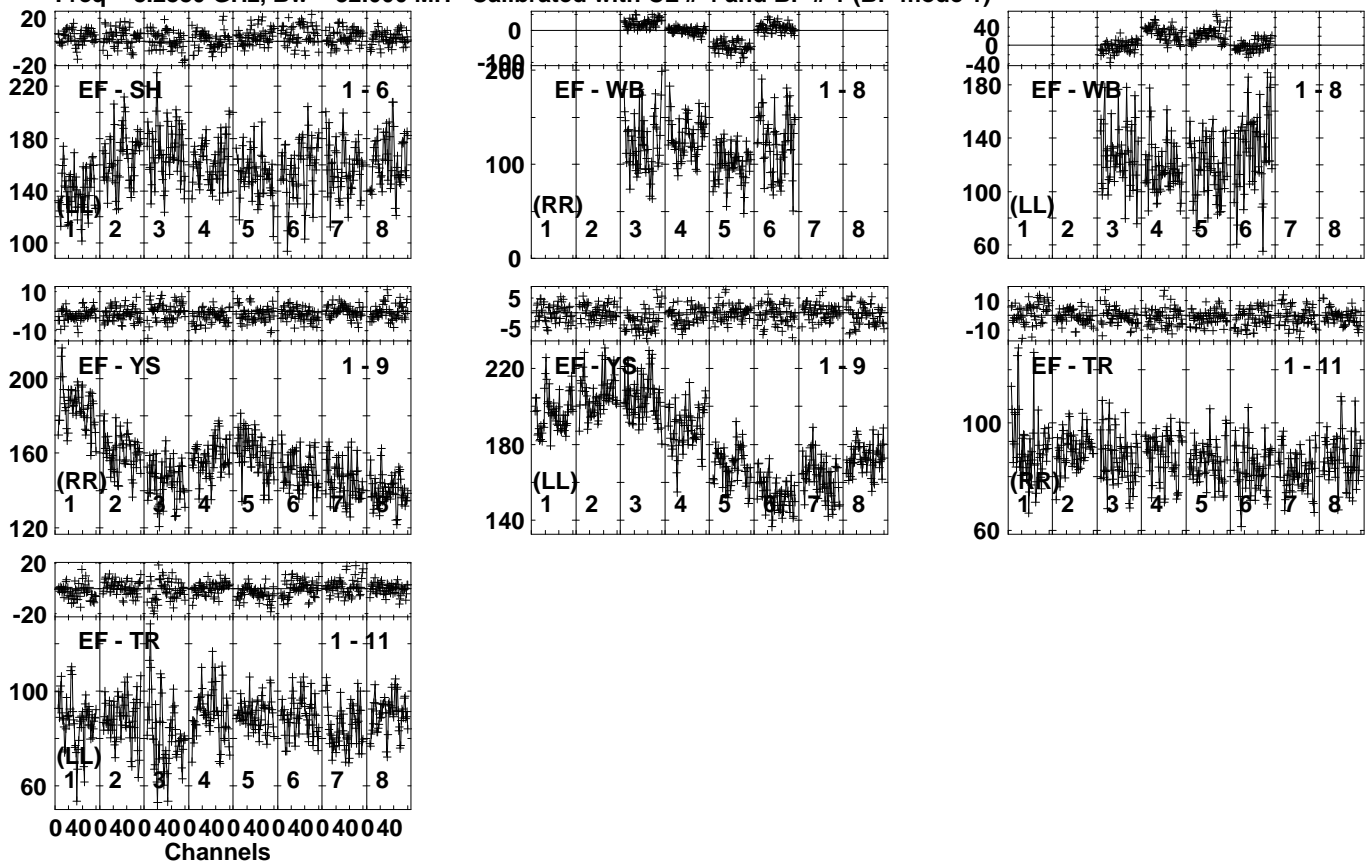 20
-20
220
180
140
100
EF - SH 1 - 6
(LL)
1 2 3 4 5 6 7 8
0
-100
200
100
0
EF - WB 1 - 8
(RR)
1 2 3 4 5 6 7 8
40
0
-40
180
140
100
60
EF - WB 1 - 8
(LL)
1 2 3 4 5 6 7 8
10
-10
200
160
120
EF - YS 1 - 9
(RR)
1 2 3 4 5 6 7 8
5
-5
220
180
140
EF - YS 1 - 9
(LL)
1 2 3 4 5 6 7 8
10
-10
100
60
EF - TR 1 - 11
(RR)
1 2 3 4 5 6 7 8
20
0
-20
100
60
EF - TR 1 - 11
(LL)
1 2 3 4 5 6 7 8
0 40 0 40 0 40 0 40 0 40 0 40 0 40 0 40
Channels